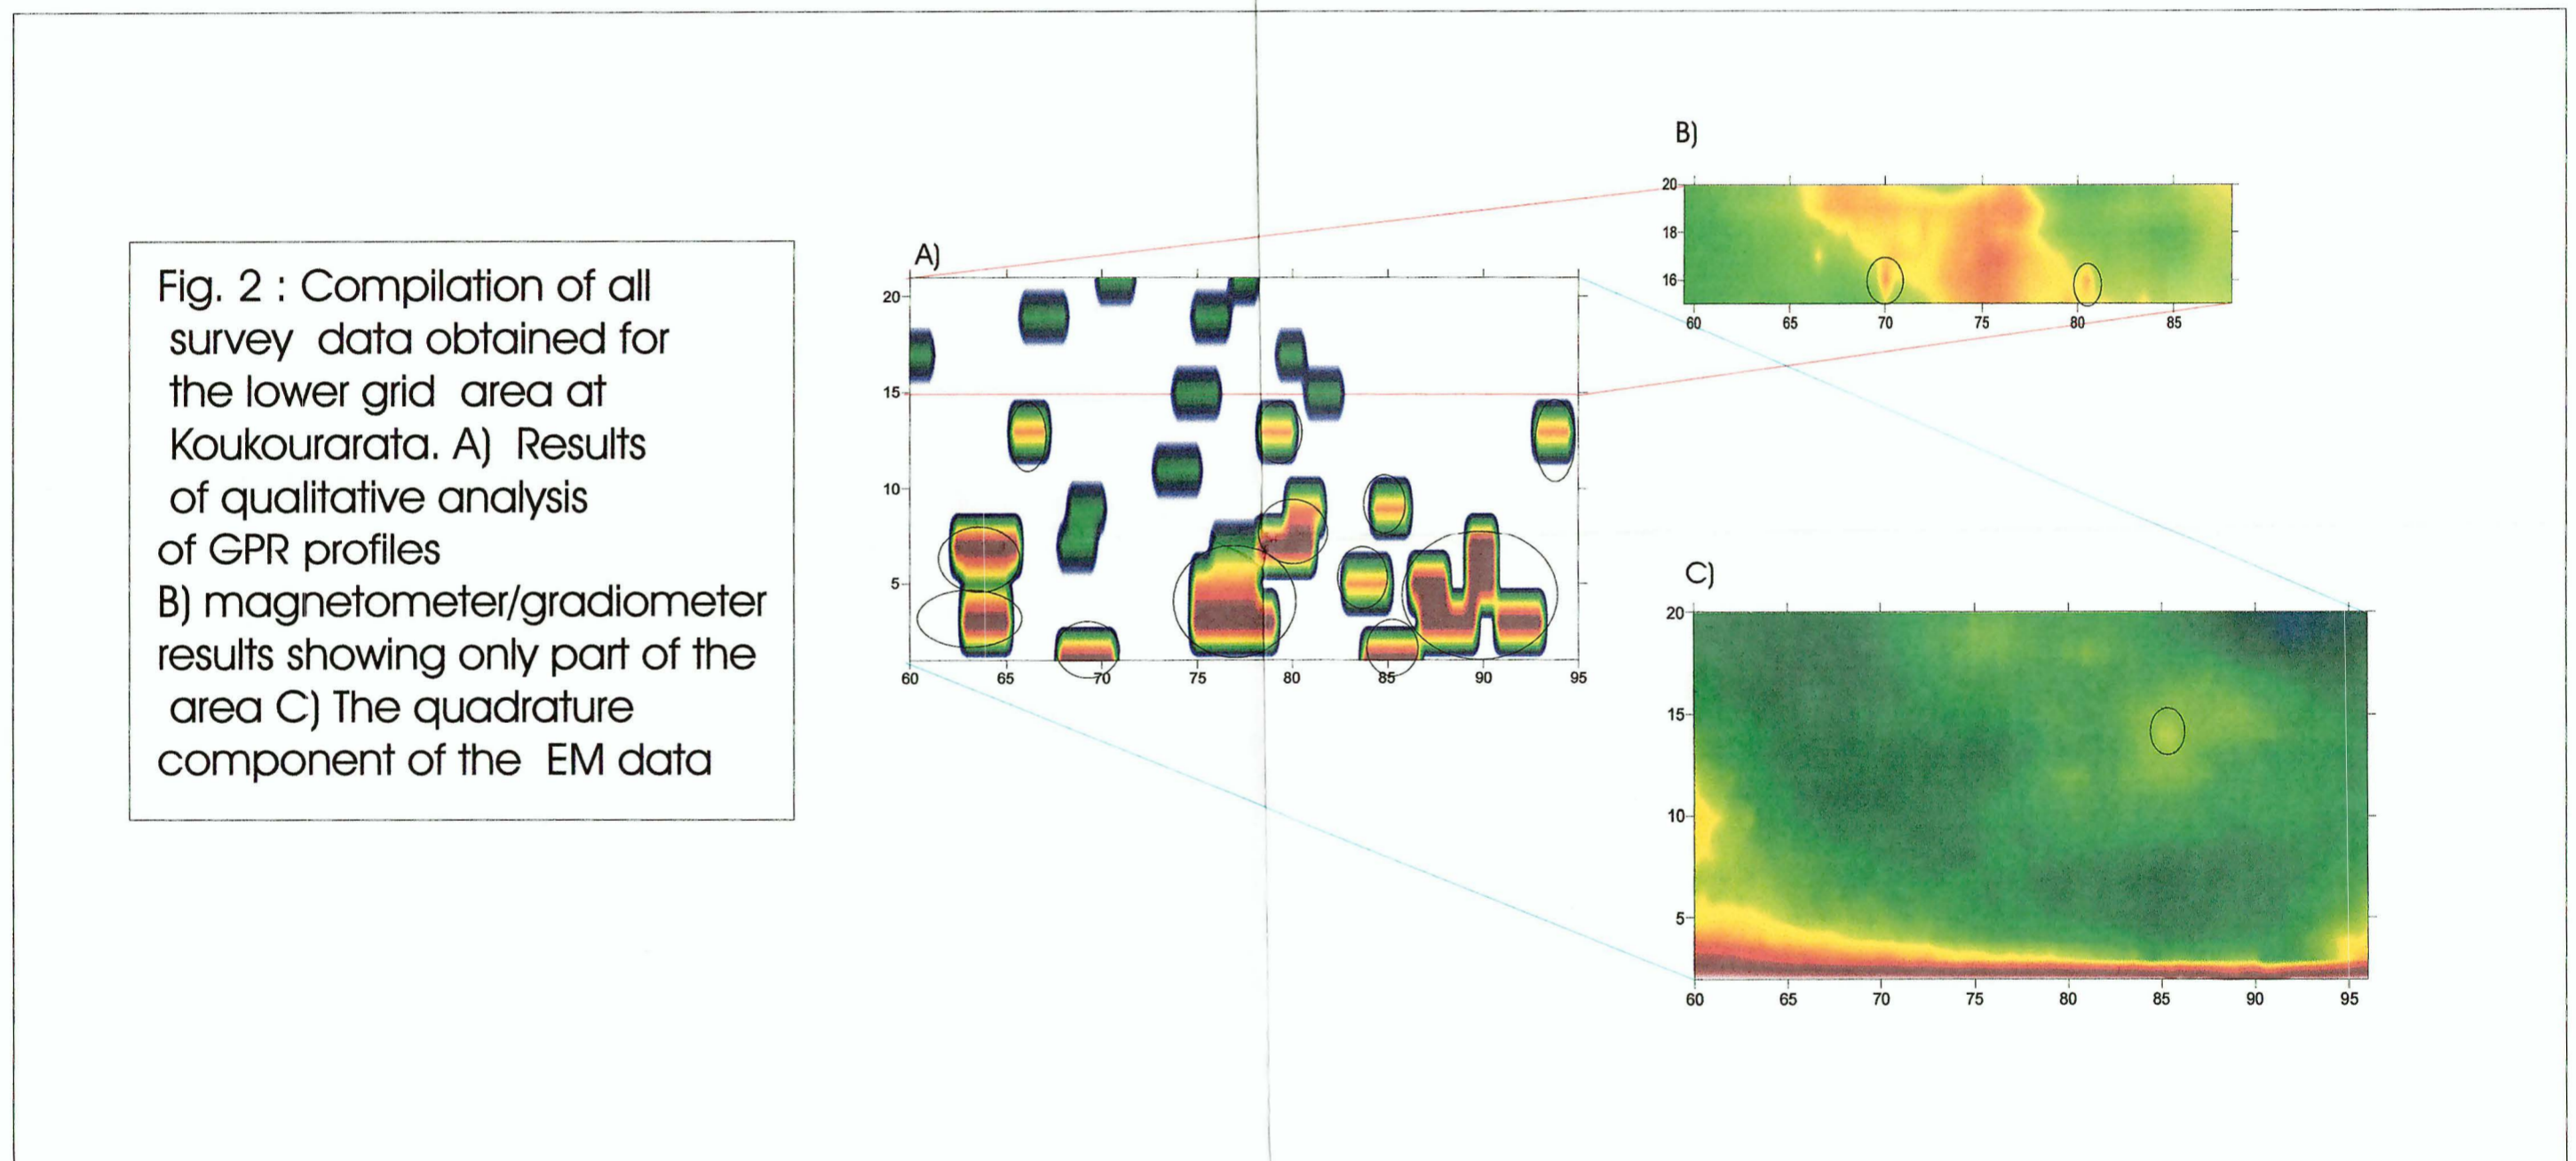 Fig. 2 : Compilation of all
survey data obtained for
the lower grid area at
Koukourarata. A) Results
of qualitative analysis
of GPR profiles
B) magnetometer/gradiometer
results showing only part of the
area C) The quadrature
component of the EM data
A)
20
15
10
5
60 65 70 75 80 85 90 95
B)
20
18
16
60 65 70 75 80 85
C)
20
15
10
5
60 65 70 75 80 85 90 95